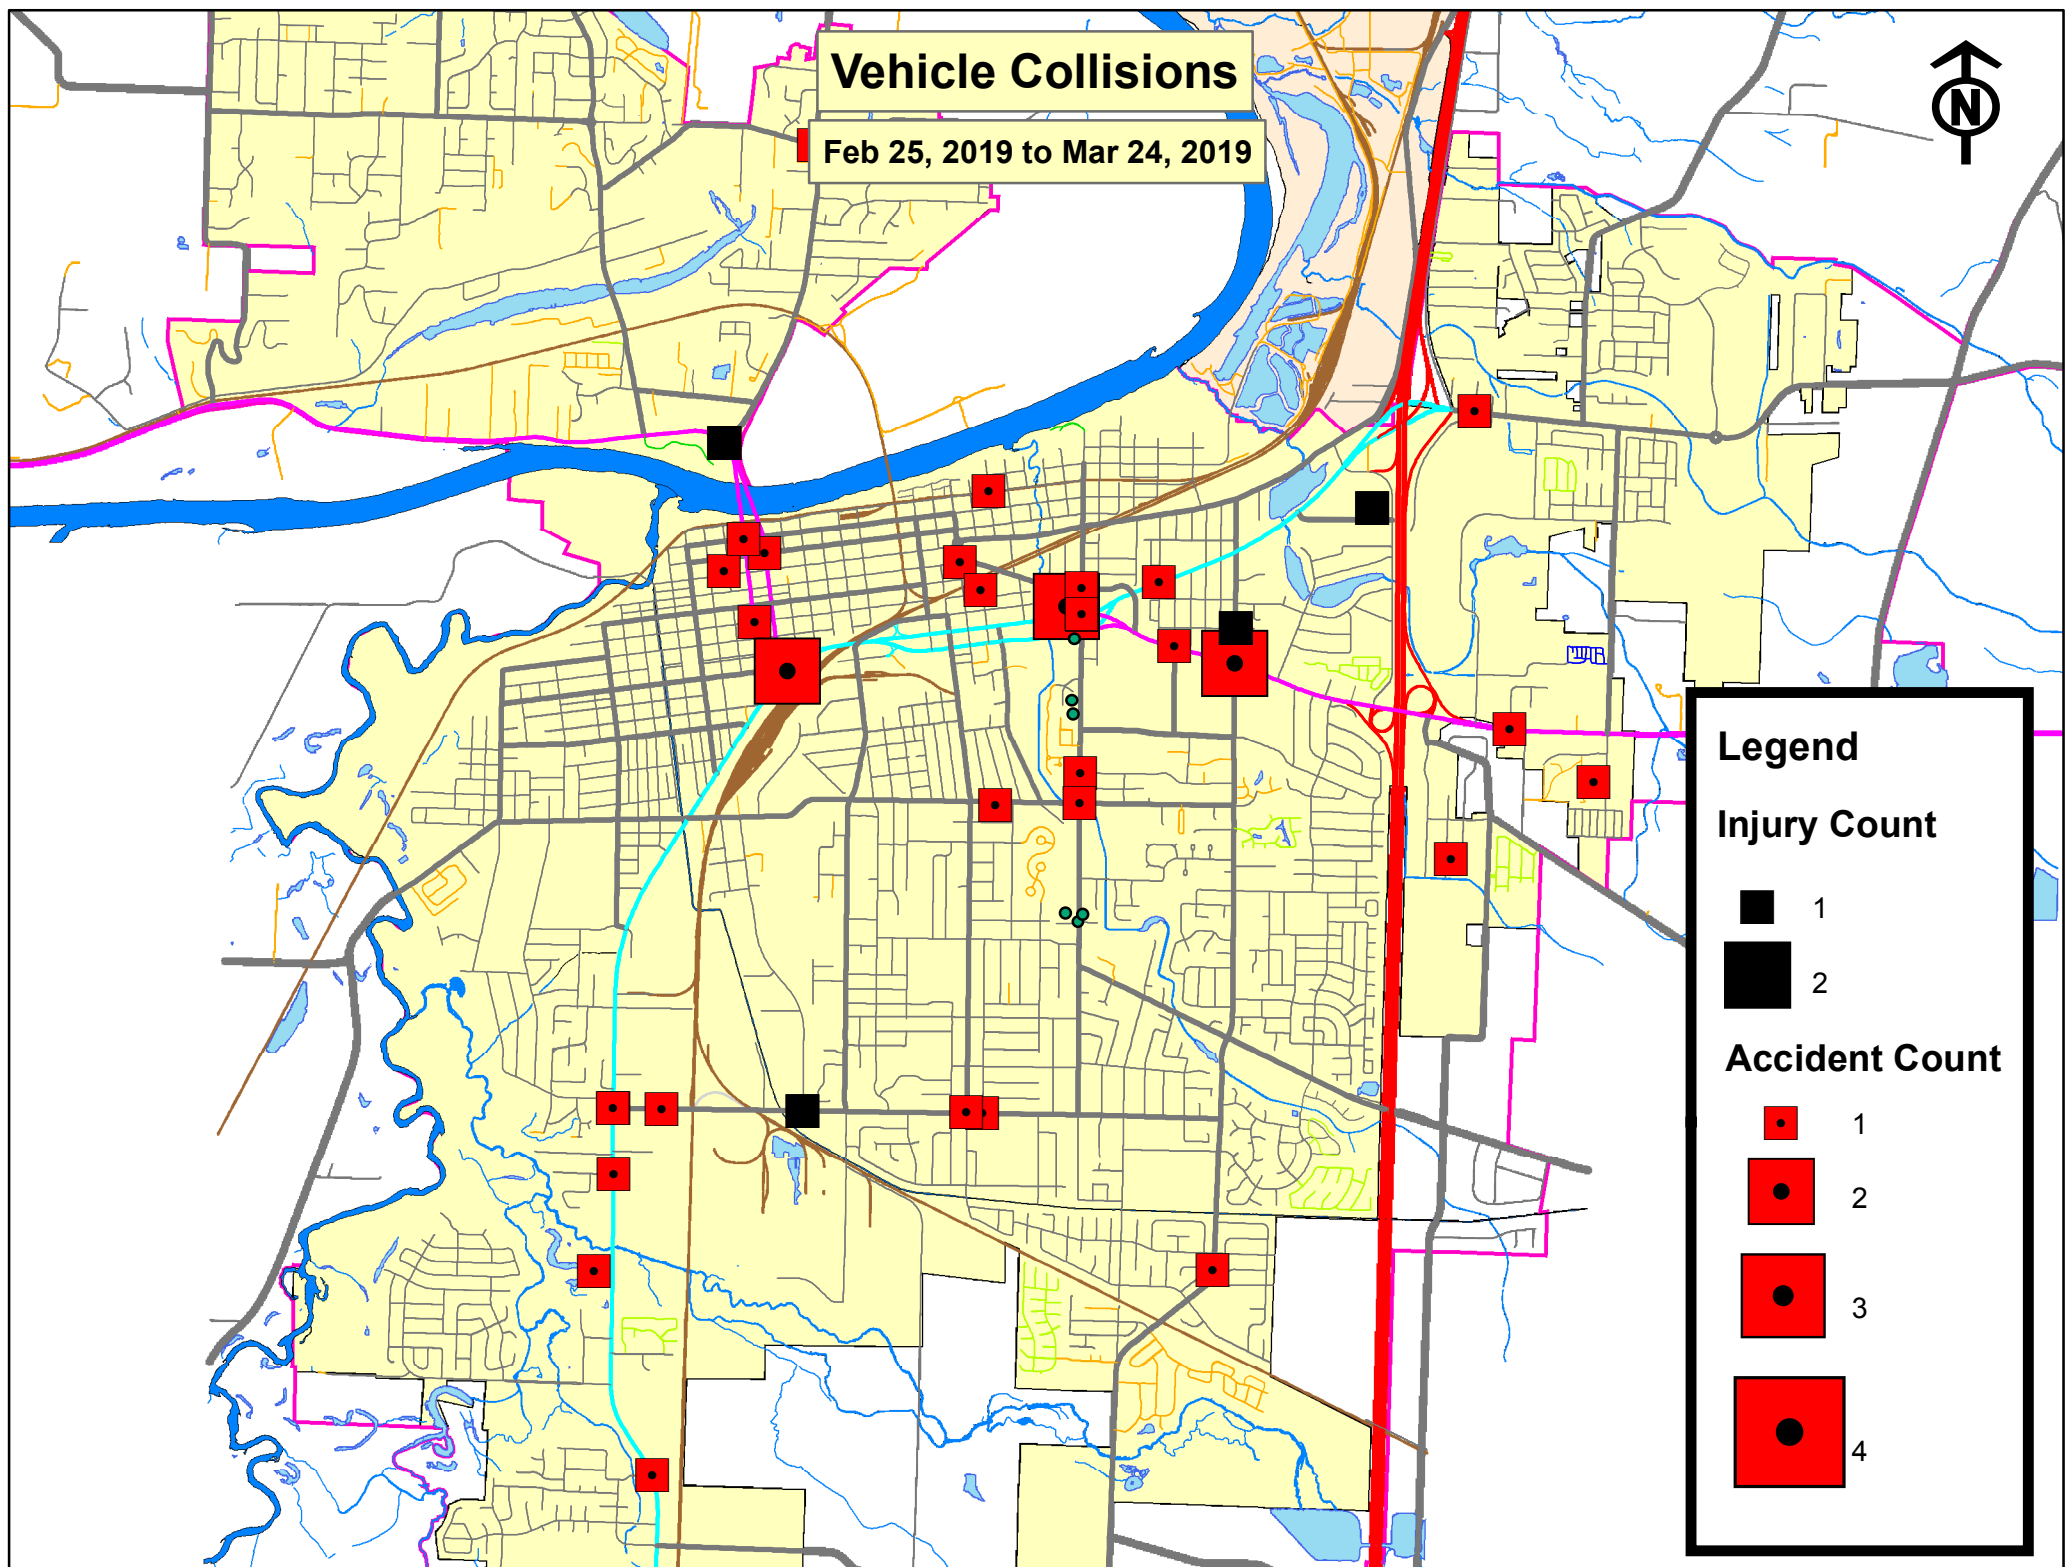 Vehicle Collisions
Feb 25, 2019 to Mar 24, 2019
N
Legend
Injury Count
1
2
Accident Count
1
2
3
4